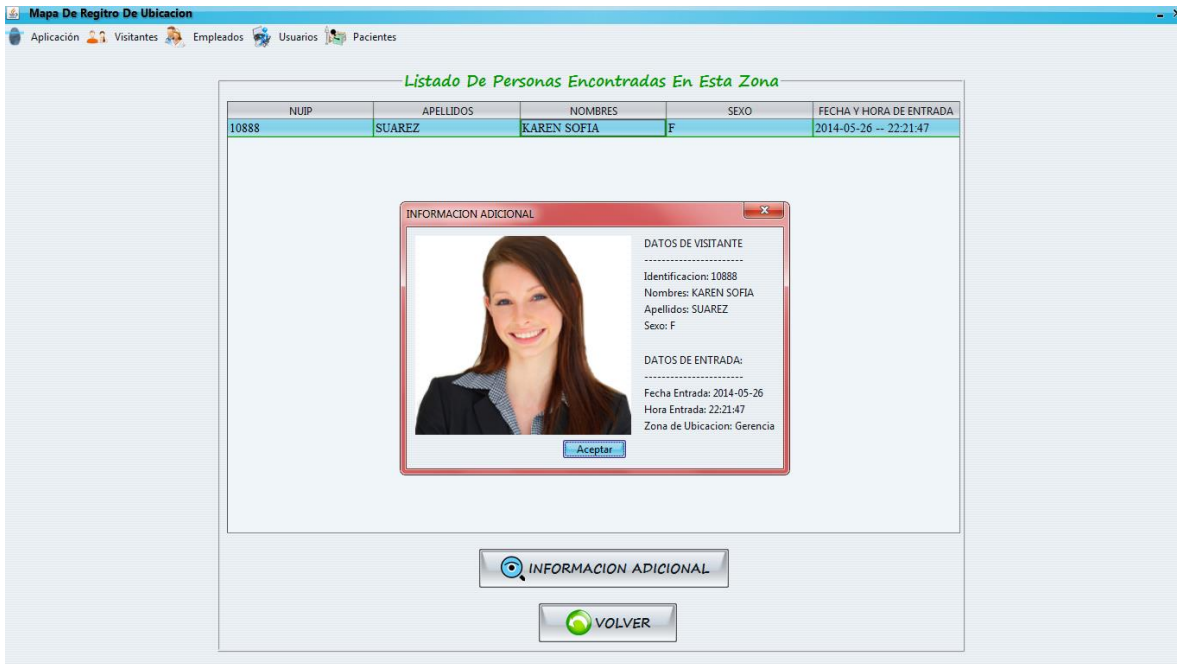 Mapa De Regitro De Ubicacion
Aplicación Visitantes Empleados Usuarios Pacientes
Listado De Personas Encontradas En Esta Zona
NUIP APELLIDOS NOMBRES SEXO FECHA Y HORA DE ENTRADA
10888 SUAREZ KAREN SOFIA F 2014-05-26 -- 22:21:47
INFORMACION ADICIONAL
DATOS DE VISITANTE
-----------------------
Identificacion: 10888
Nombres: KAREN SOFIA
Apellidos: SUAREZ
Sexo: F
DATOS DE ENTRADA:
-----------------------
Fecha Entrada: 2014-05-26
Hora Entrada: 22:21:47
Zona de Ubicacion: Gerencia
Aceptar
INFORMACION ADICIONAL
VOLVER